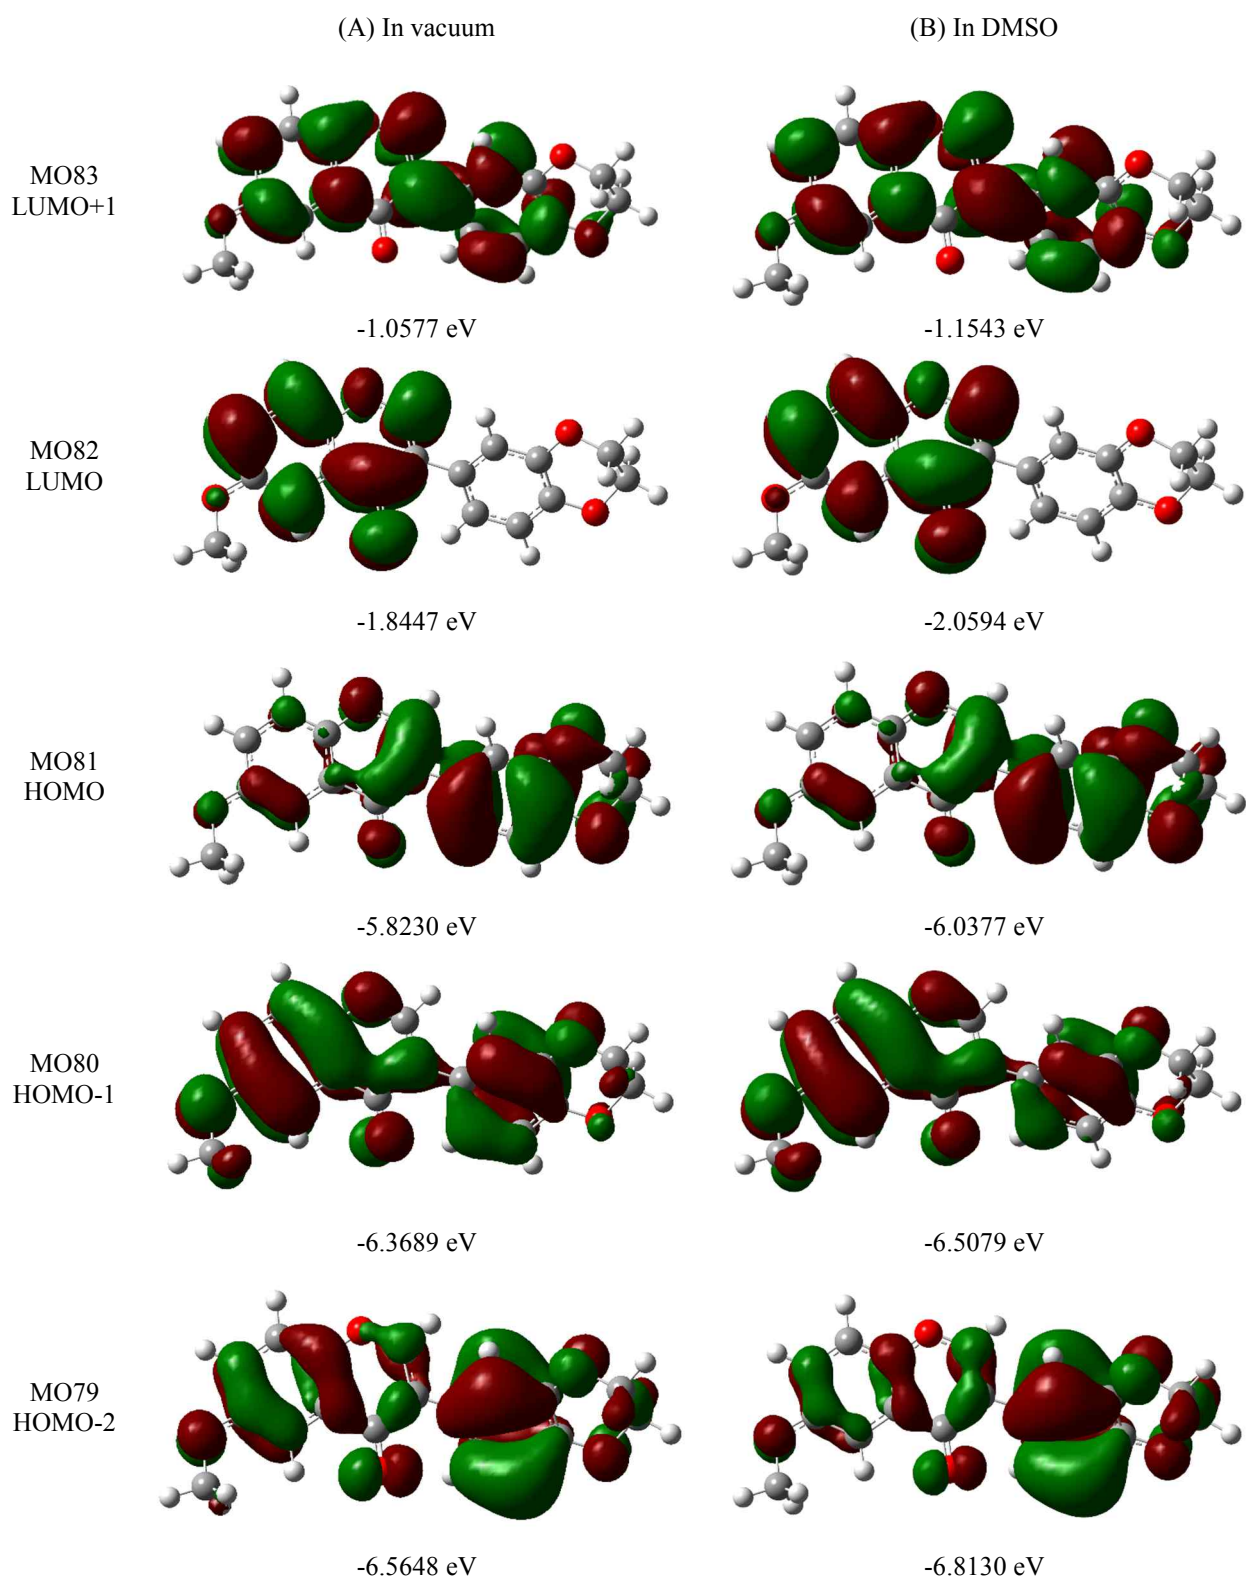 (A) In vacuum (B) In DMSO
MO83
LUMO+1
-1.0577 eV -1.1543 eV
MO82
LUMO
-1.8447 eV -2.0594 eV
MO81
HOMO
-5.8230 eV -6.0377 eV
MO80
HOMO-1
-6.3689 eV -6.5079 eV
MO79
HOMO-2
-6.5648 eV -6.8130 eV